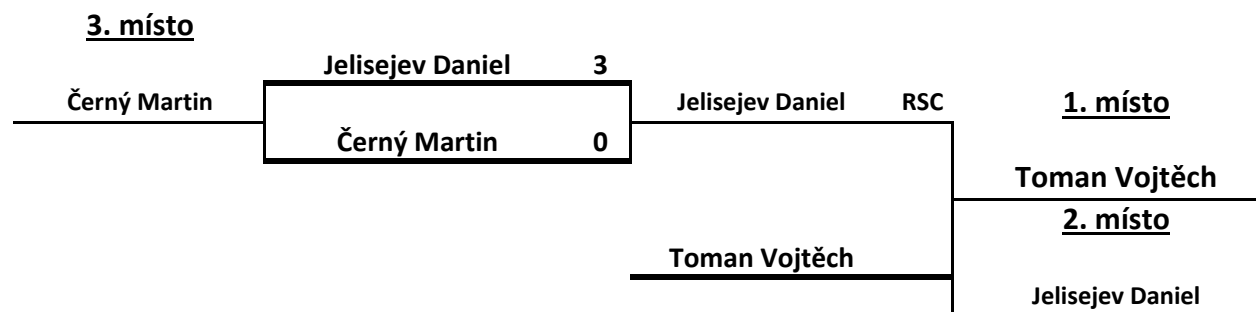 3. místo
Jelisejev Daniel 3
Černý Martin Jelisejev Daniel RSC 1. místo
Černý Martin 0
Toman Vojtěch
2. místo
Toman Vojtěch
Jelisejev Daniel